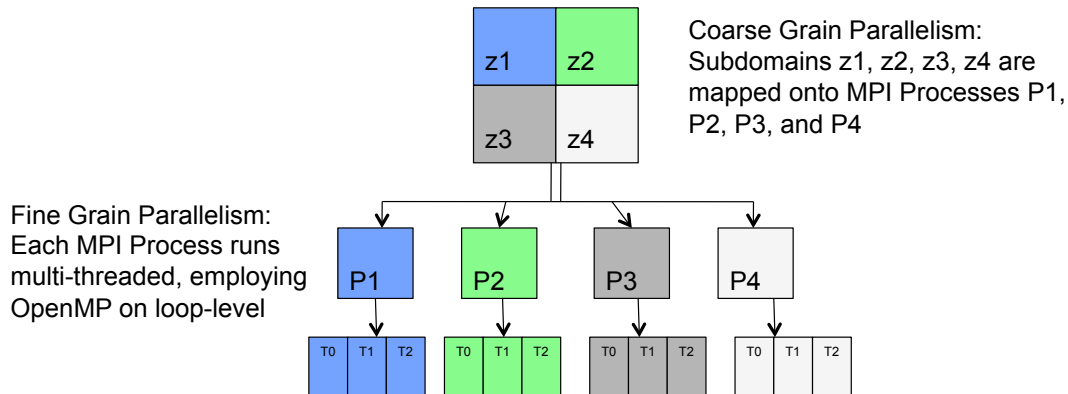 z1 z2
z3 z4
Coarse Grain Parallelism:
Subdomains z1, z2, z3, z4 are
mapped onto MPI Processes P1,
P2, P3, and P4
Fine Grain Parallelism:
Each MPI Process runs
multi-threaded, employing
OpenMP on loop-level
P1 P2 P3 P4
T0 T1 T2 T0 T1 T2 T0 T1 T2 T0 T1 T2